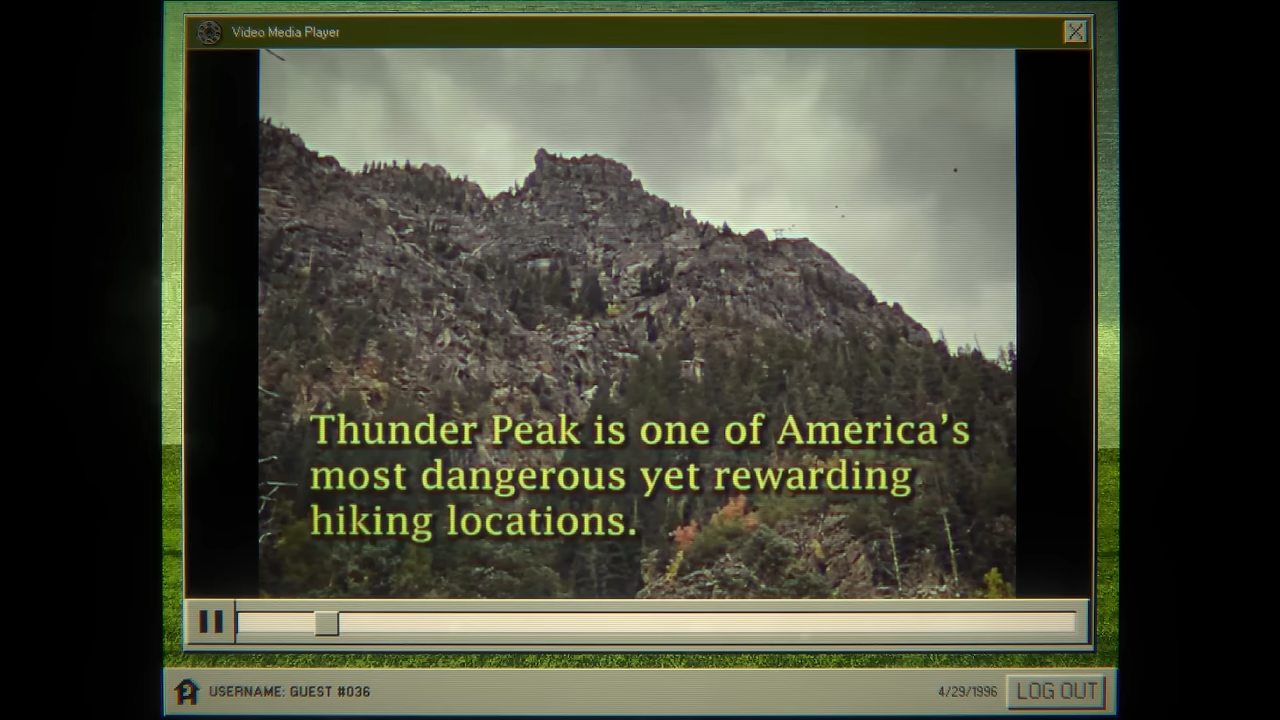 Video Media Player
Thunder Peak is one of America's
most dangerous yet rewarding
hiking locations.
USERNAME: GUEST #036
4/29/1996
LOG OUT